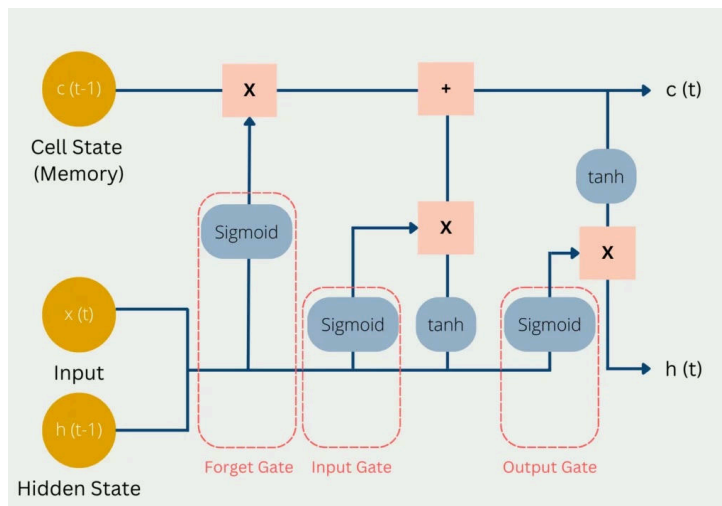 c (t-1)
X
+
c (t)
Cell State
(Memory)
tanh
Sigmoid
X
X
x (t)
Sigmoid
tanh
Sigmoid
Input
h (t)
h (t-1)
Forget Gate
Input Gate
Output Gate
Hidden State